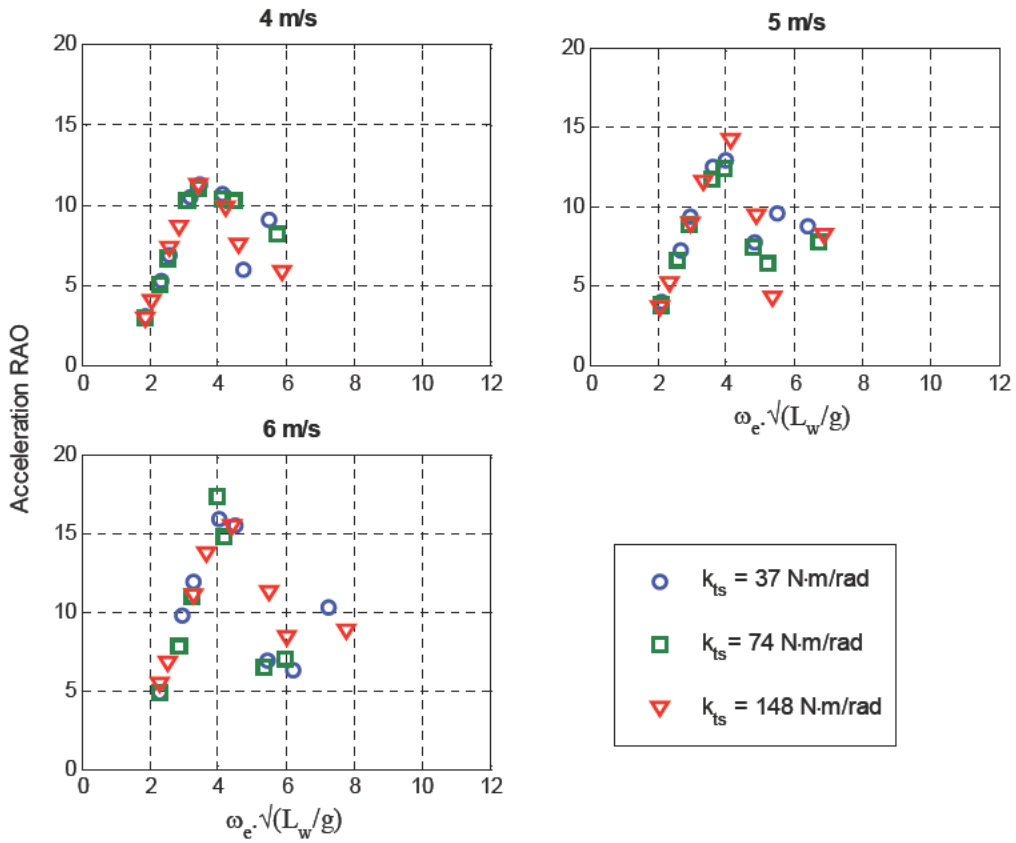 4 m/s
20
15
10
5
0
0 2 4 6 8 10 12
5 m/s
20
15
10
5
0
0 2 4 6 8 10 12
ωe.√(Lw/g)
Acceleration RAO
6 m/s
20
15
10
5
0
0 2 4 6 8 10 12
ωe.√(Lw/g)
kts = 37 N·m/rad
kts = 74 N·m/rad
kts = 148 N·m/rad